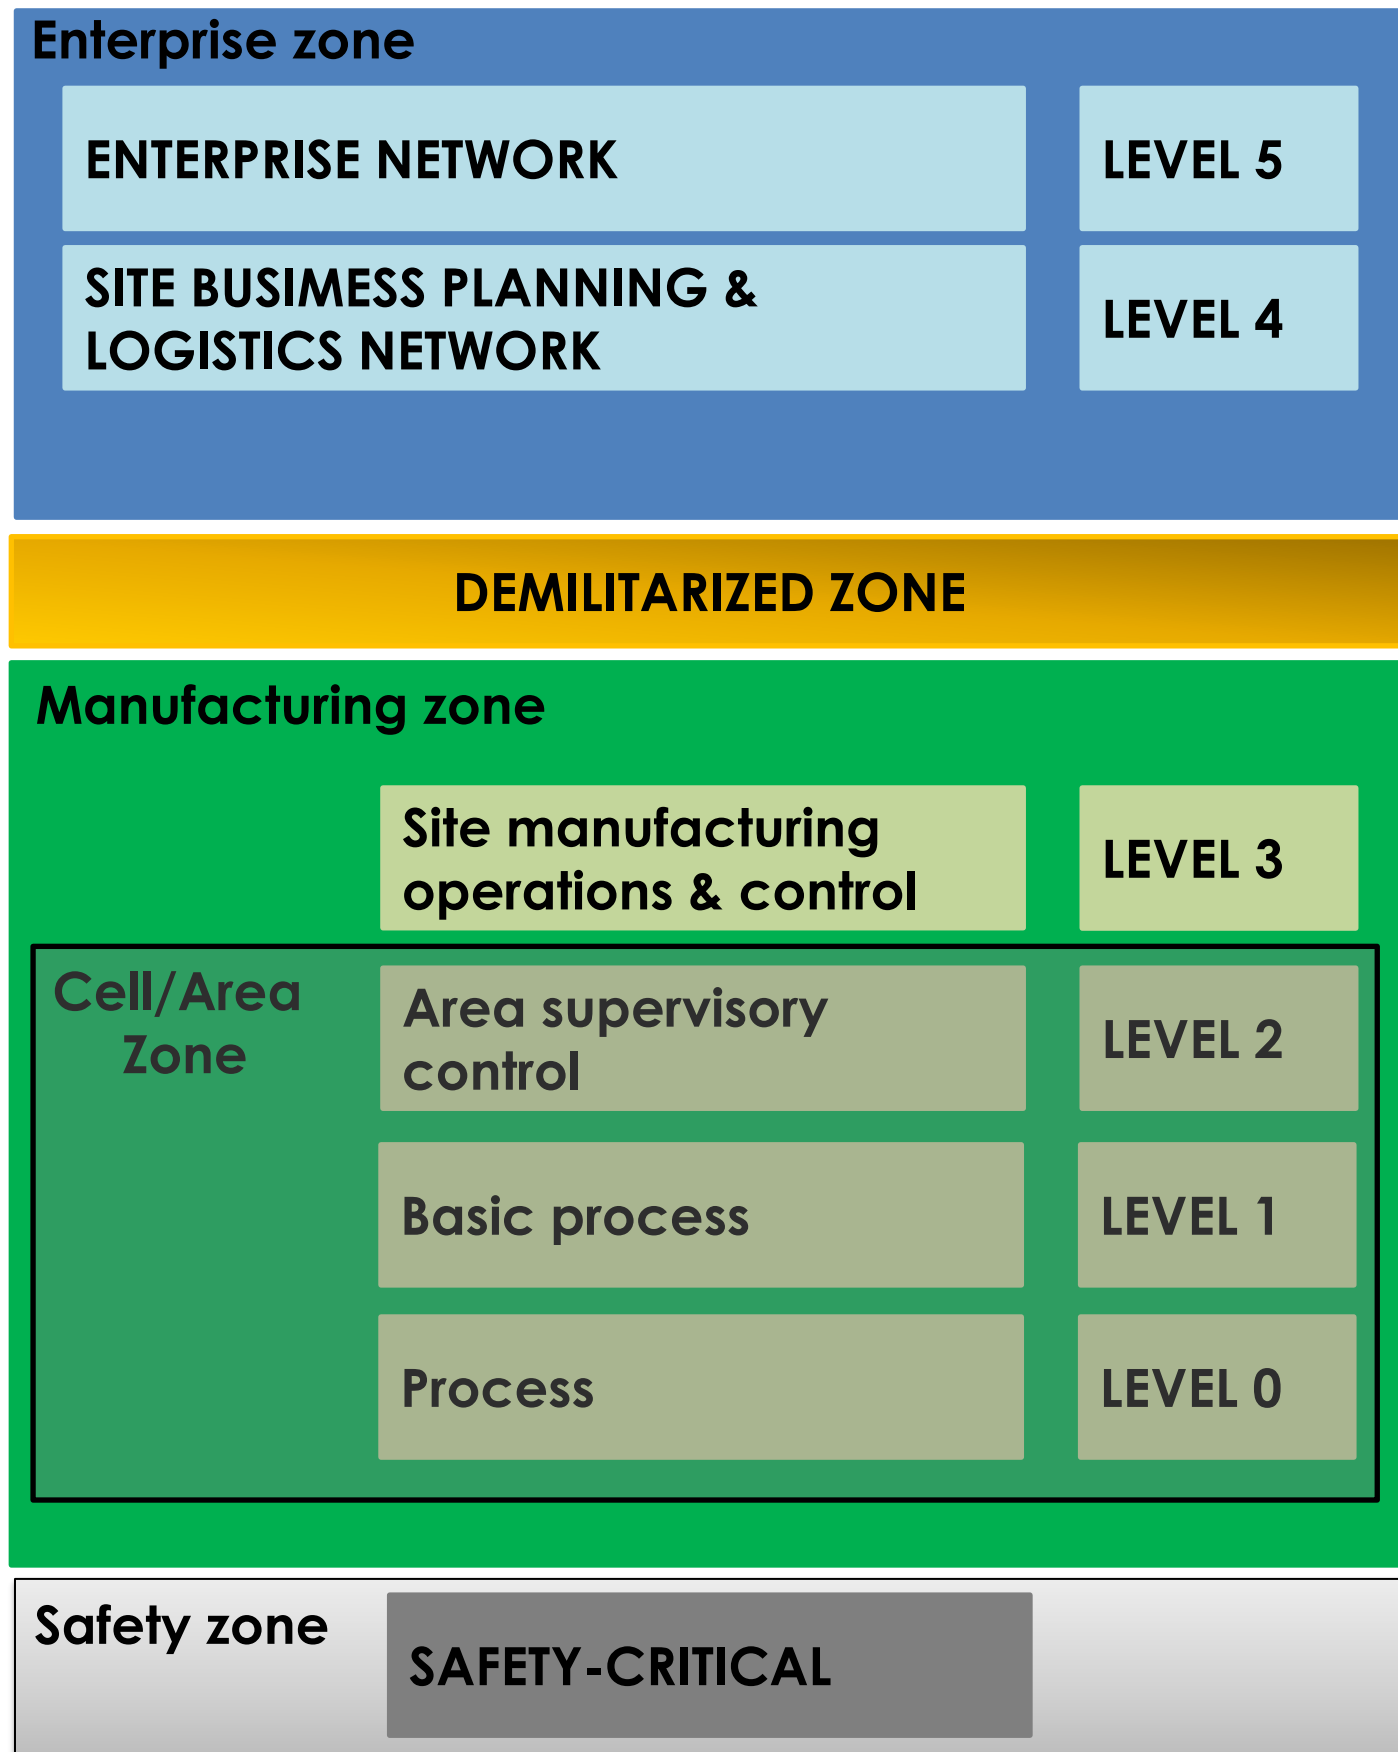 Enterprise zone
ENTERPRISE NETWORK
LEVEL 5
SITE BUSIMESS PLANNING &
LOGISTICS NETWORK
LEVEL 4
DEMILITARIZED ZONE
Manufacturing zone
Site manufacturing
operations & control
LEVEL 3
Cell/Area
Zone
Area supervisory
control
LEVEL 2
Basic process
LEVEL 1
Process
LEVEL 0
Safety zone
SAFETY-CRITICAL